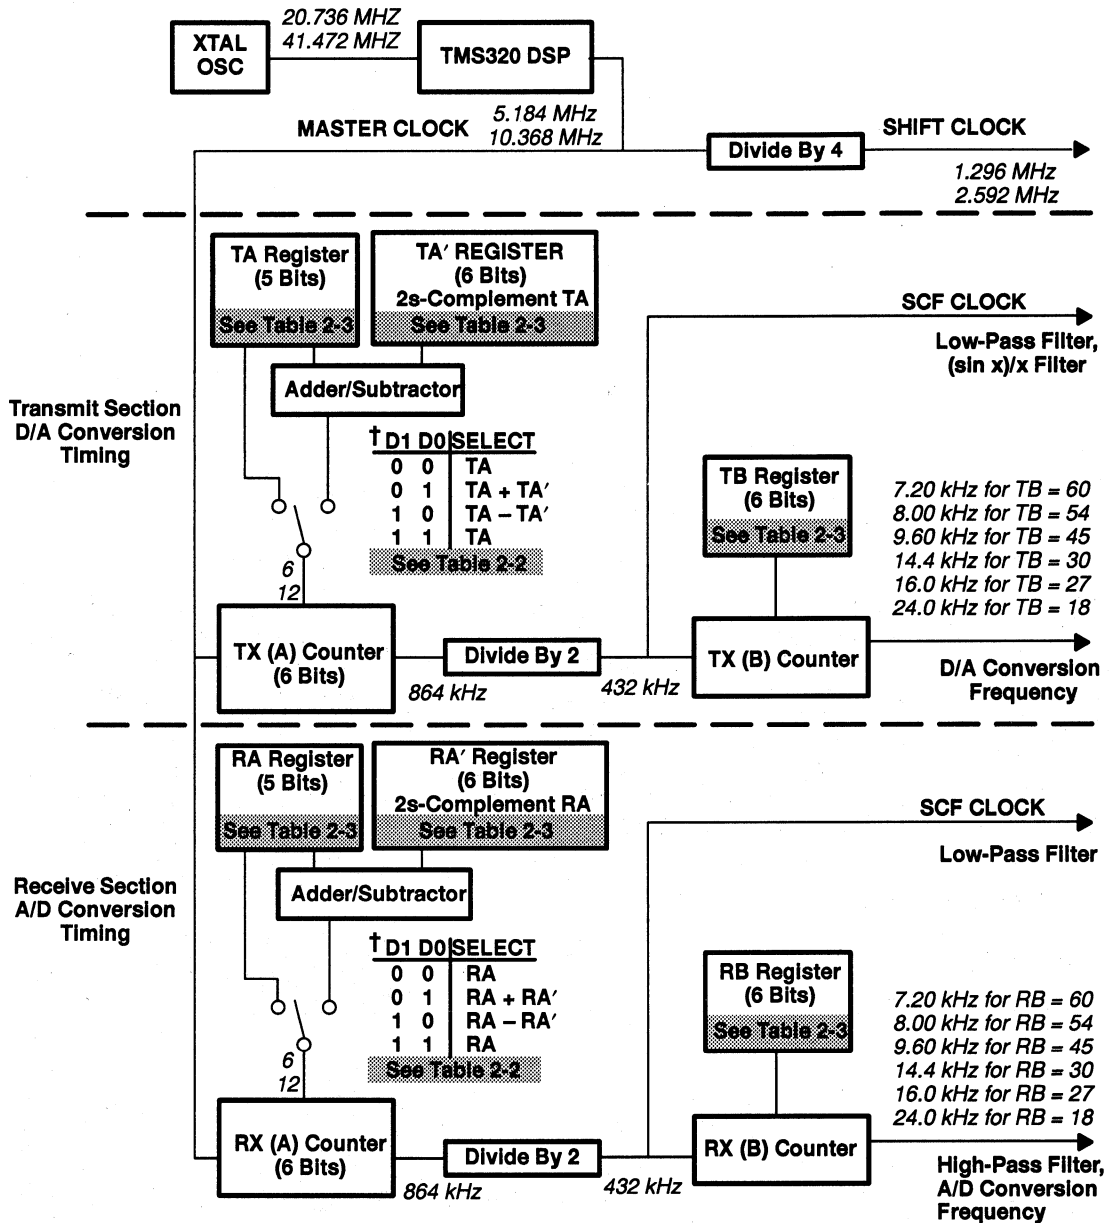 20.736 MHZ
41.472 MHZ
XTAL
OSC
TMS320 DSP
MASTER CLOCK
5.184 MHz
10.368 MHz
Divide By 4
SHIFT CLOCK
1.296 MHz
2.592 MHz
TA Register
(5 Bits)
See Table 2-3
TA′ REGISTER
(6 Bits)
2s-Complement TA
See Table 2-3
SCF CLOCK
Low-Pass Filter,
(sin x)/x Filter
Adder/Subtractor
Transmit Section
D/A Conversion
Timing
† D1 D0 SELECT
0 0 TA
0 1 TA + TA′
1 0 TA – TA′
1 1 TA
See Table 2-2
6
12
TB Register
(6 Bits)
See Table 2-3
7.20 kHz for TB = 60
8.00 kHz for TB = 54
9.60 kHz for TB = 45
14.4 kHz for TB = 30
16.0 kHz for TB = 27
24.0 kHz for TB = 18
TX (A) Counter
(6 Bits)
Divide By 2
TX (B) Counter
864 kHz
432 kHz
D/A Conversion
Frequency
RA Register
(5 Bits)
See Table 2-3
RA′ Register
(6 Bits)
2s-Complement RA
See Table 2-3
SCF CLOCK
Low-Pass Filter
Adder/Subtractor
Receive Section
A/D Conversion
Timing
† D1 D0 SELECT
0 0 RA
0 1 RA + RA′
1 0 RA – RA′
1 1 RA
See Table 2-2
6
12
RB Register
(6 Bits)
See Table 2-3
7.20 kHz for RB = 60
8.00 kHz for RB = 54
9.60 kHz for RB = 45
14.4 kHz for RB = 30
16.0 kHz for RB = 27
24.0 kHz for RB = 18
RX (A) Counter
(6 Bits)
Divide By 2
RX (B) Counter
864 kHz
432 kHz
High-Pass Filter,
A/D Conversion
Frequency